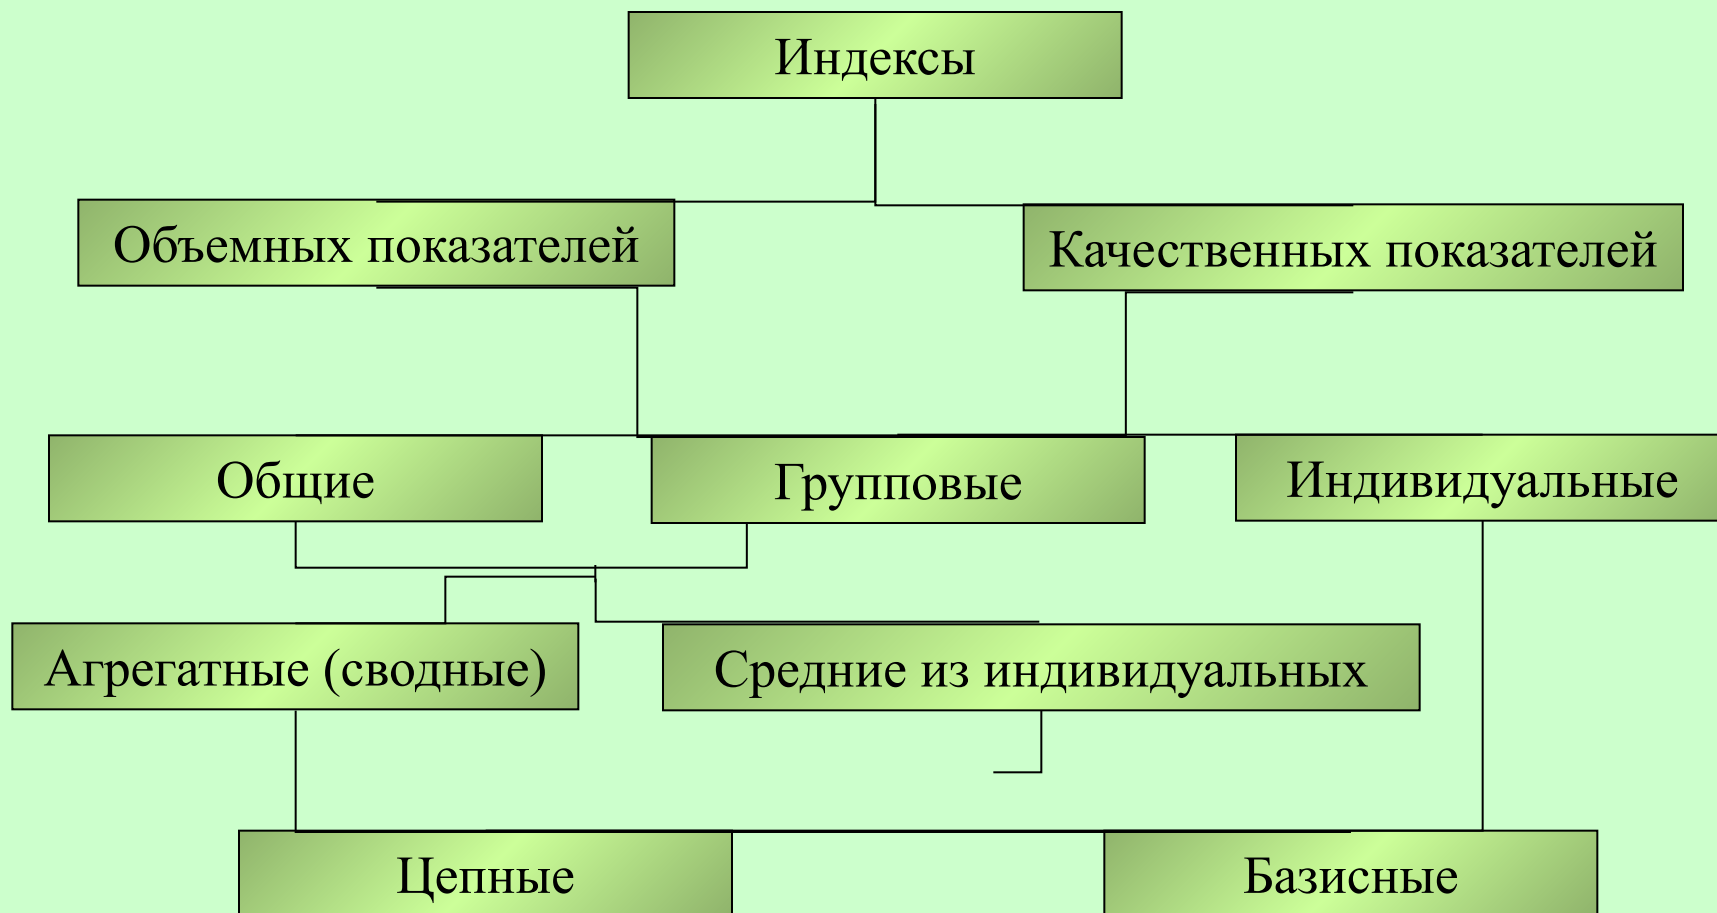 Индексы
Объемных показателей
Качественных показателей
Общие
Групповые
Индивидуальные
Агрегатные (сводные)
Средние из индивидуальных
Цепные
Базисные